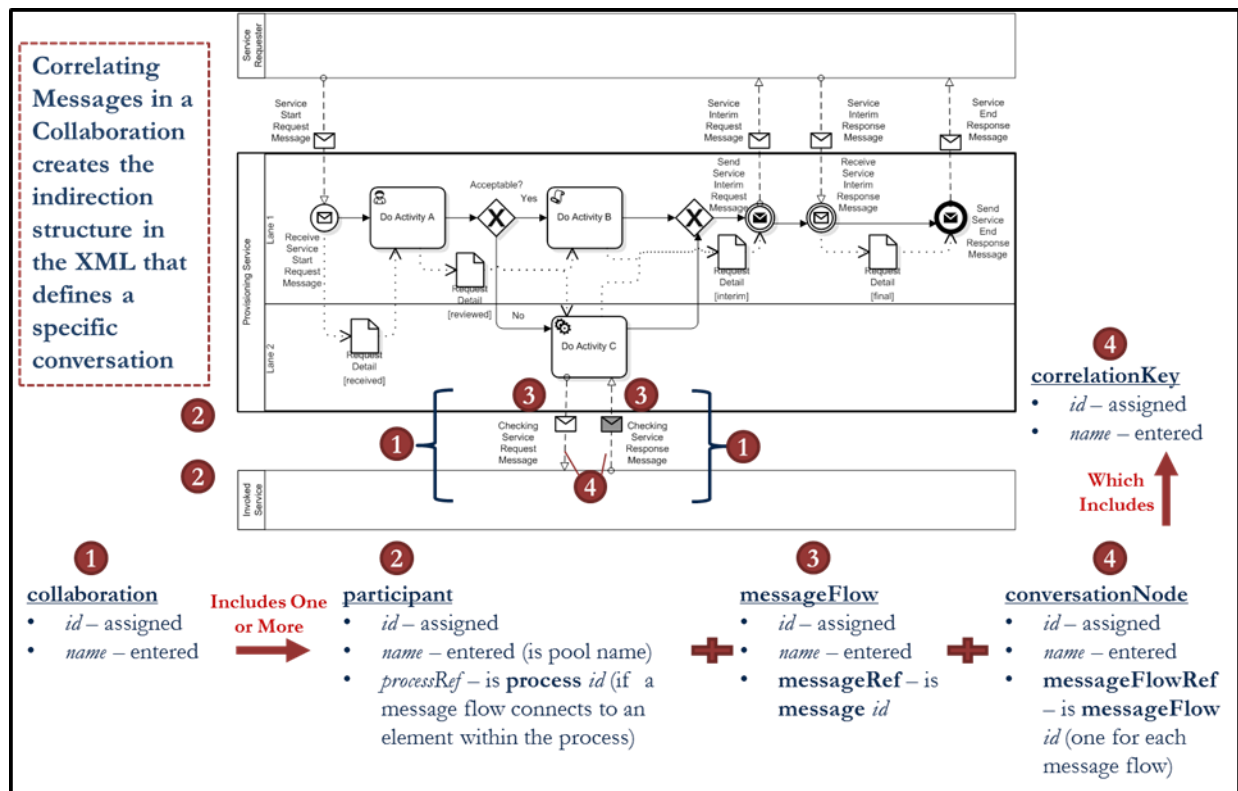 Correlating
Messages in a
Collaboration
creates the
indirection
structure in
the XML that
defines a
specific
conversation
Service
Requester
Service
Start
Request
Message
Service
Interim
Request
Message
Service
Interim
Response
Message
Service
End
Response
Message
Provisioning Service
Lane 1
Receive
Service
Start
Request
Message
Do Activity A
Acceptable?
Yes
No
Do Activity B
X
X
Send
Service
Interim
Request
Message
Receive
Service
Interim
Response
Message
Send
Service
End
Response
Message
Request
Detail
[reviewed]
Request
Detail
[interim]
Request
Detail
[final]
Lane 2
Request
Detail
[received]
Do Activity C
2
3
3
1
1
Checking
Service
Request
Message
Checking
Service
Response
Message
2
4
Invoked
Service
4
correlationKey
• id – assigned
• name – entered
Which
Includes
1
collaboration
• id – assigned
• name – entered
Includes One
or More
2
participant
• id – assigned
• name – entered (is pool name)
• processRef – is process id (if a
message flow connects to an
element within the process)
3
messageFlow
• id – assigned
• name – entered
• messageRef – is
message id
4
conversationNode
• id – assigned
• name – entered
• messageFlowRef
– is messageFlow
id (one for each
message flow)